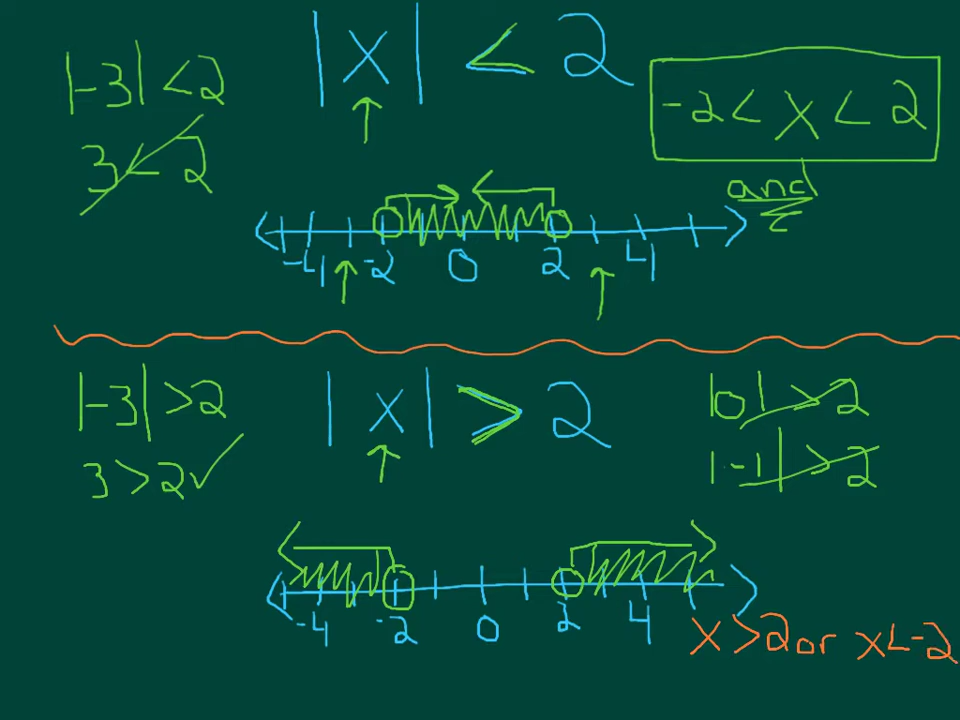 |x| < 2
|-3| < 2
3 < 2
-2 < x < 2
and
-4 -2 0 2 4
|x| > 2
|-3| > 2
3 > 2 ✓
|0| > 2
|-1| > 2
-4 -2 0 2 4
x > 2 or x < -2